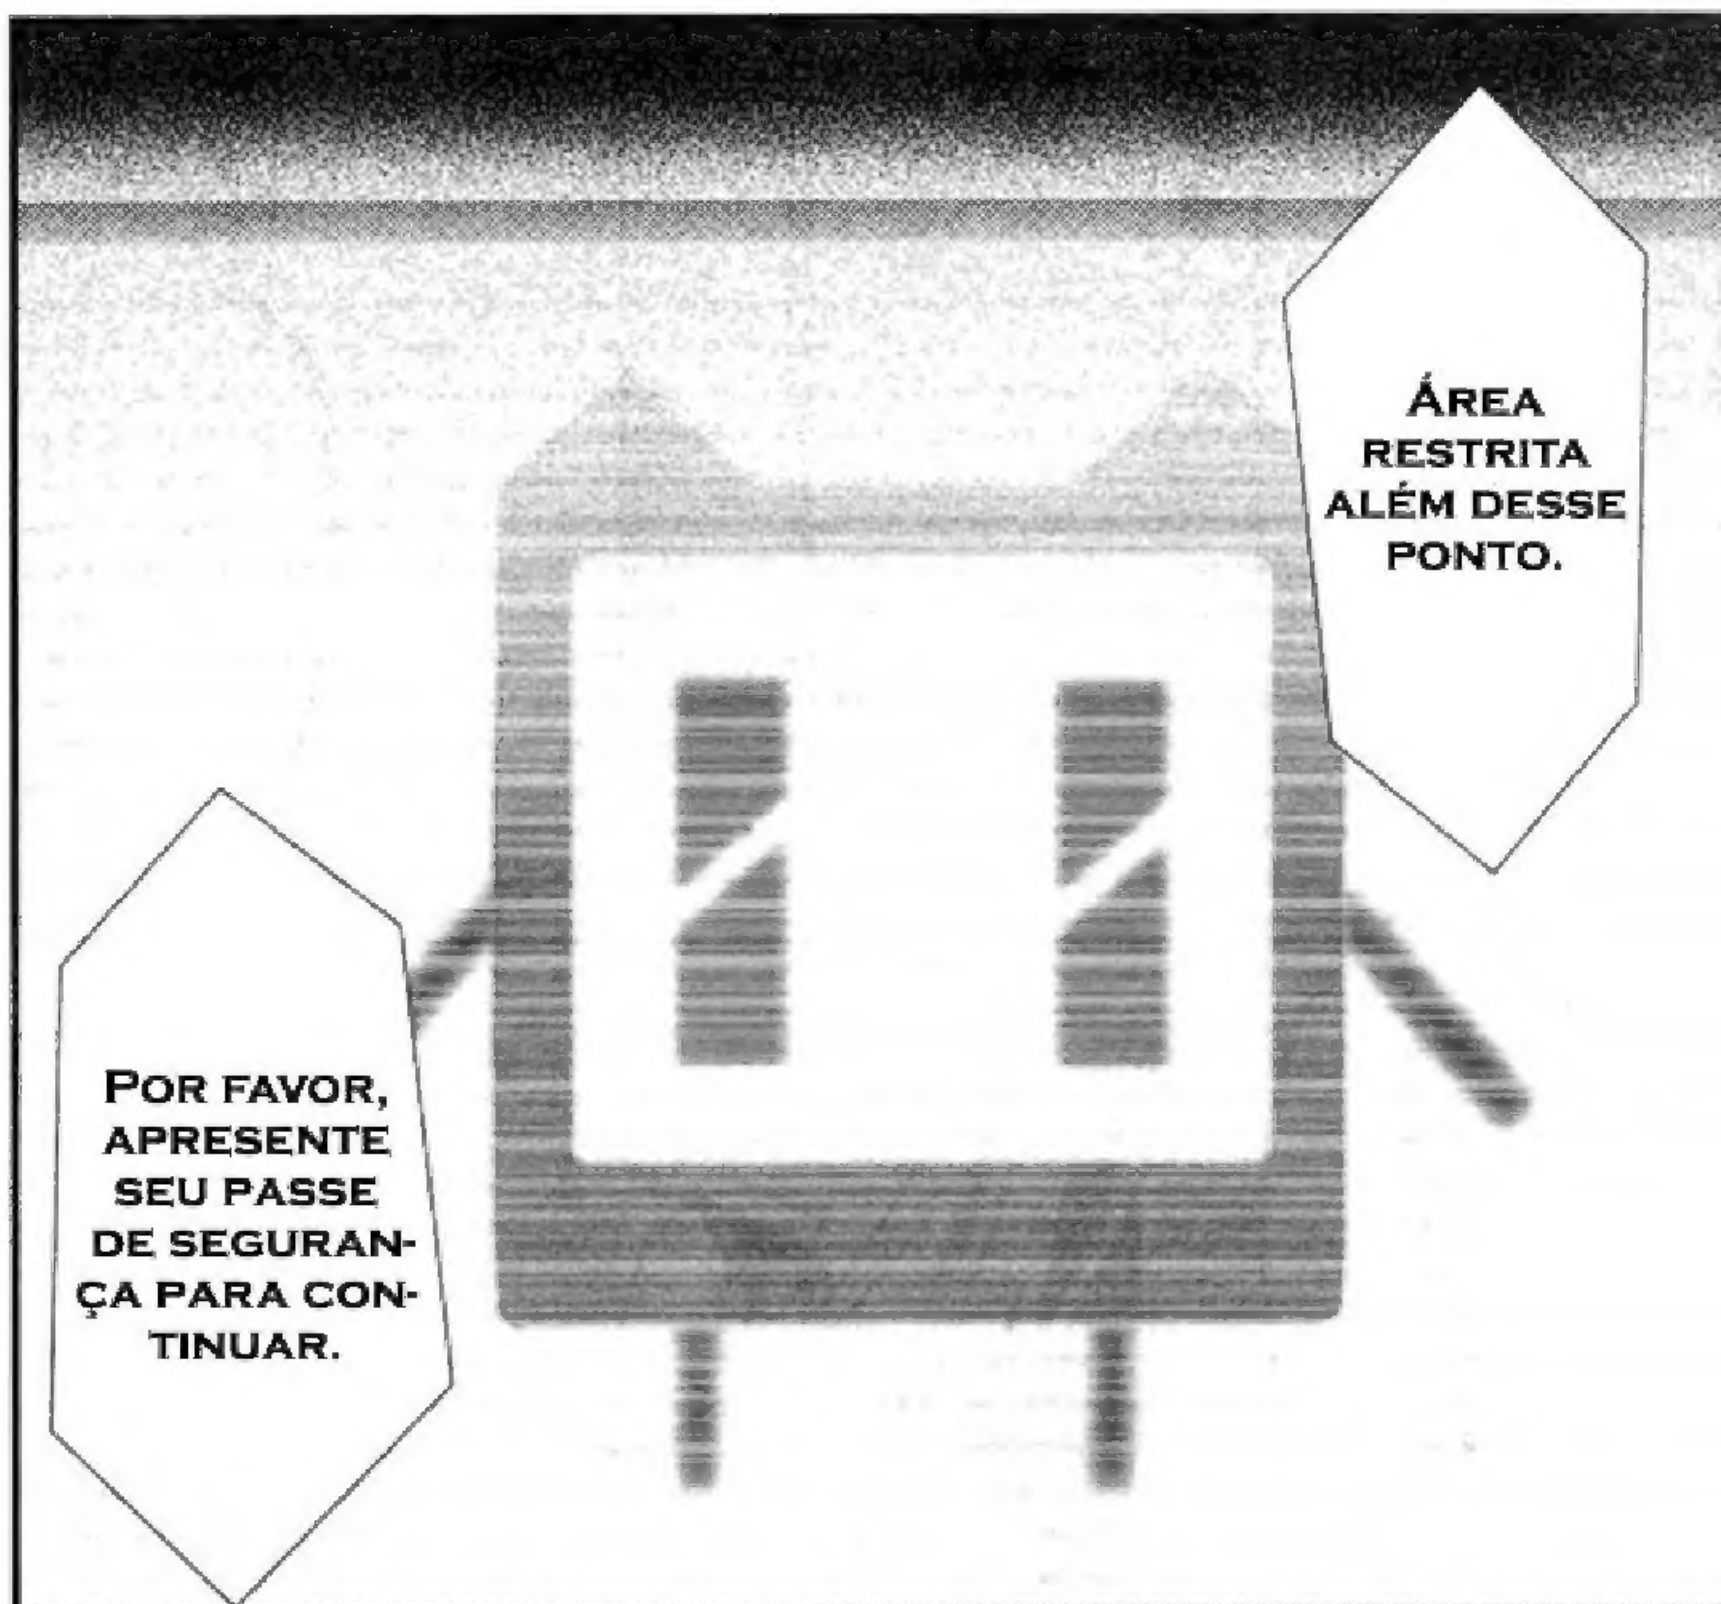 ÁREA
RESTRITA
ALÉM DESSE
PONTO.
POR FAVOR,
APRESENTE
SEU PASSE
DE SEGURAN-
ÇA PARA CON-
TINUAR.